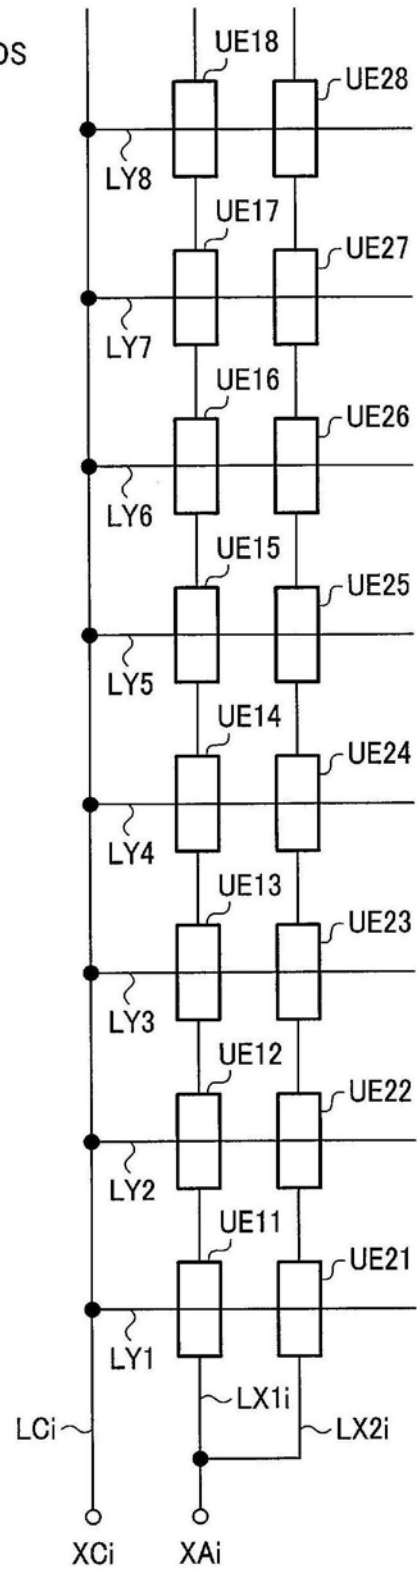 DS
UE18
UE28
LY8
UE17
UE27
LY7
UE16
UE26
LY6
UE15
UE25
LY5
UE14
UE24
LY4
UE13
UE23
LY3
UE12
UE22
LY2
UE11
UE21
LY1
LX1i
LCi
LX2i
XCi
XAi